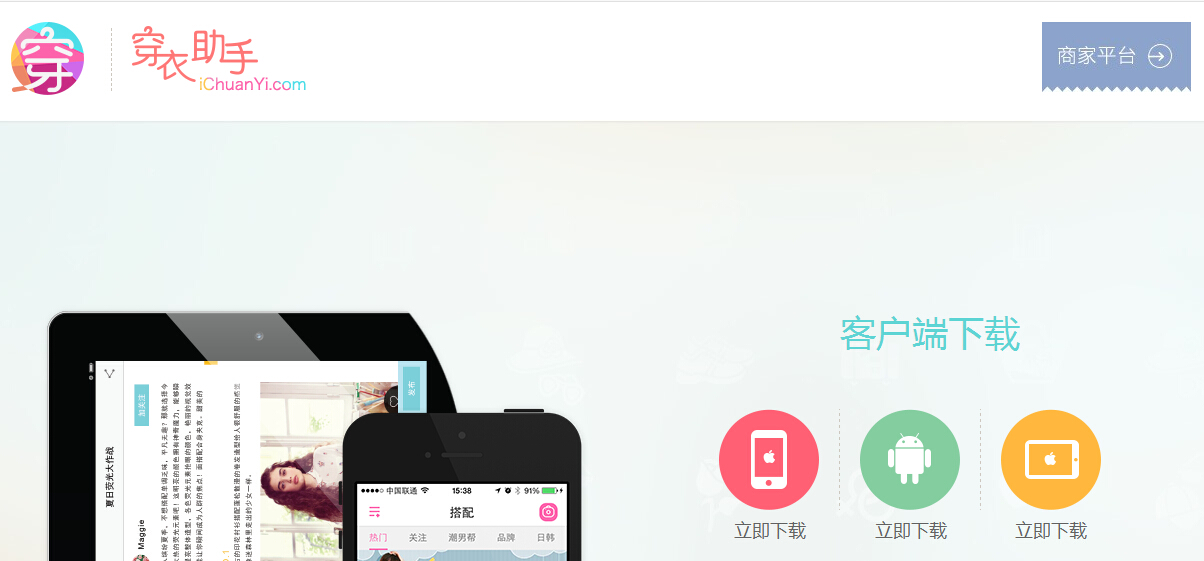 穿
穿衣助手
iChuanYi.com
商家平台
客户端下载
立即下载
立即下载
立即下载
夏日荧光大作战
加关注
发布
Maggie
中国联通
15:38
91%
搭配
热门
关注
潮男帮
品牌
日韩